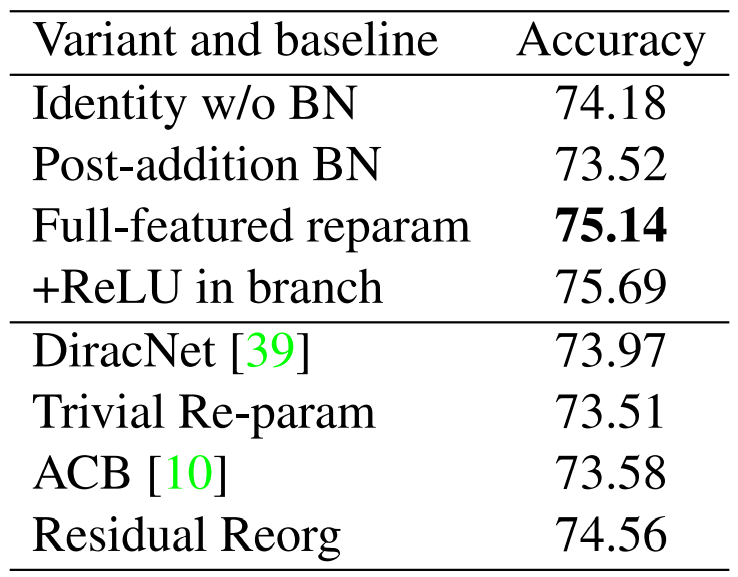 Variant and baseline Accuracy
Identity w/o BN 74.18
Post-addition BN 73.52
Full-featured reparam 75.14
+ReLU in branch 75.69
DiracNet [39] 73.97
Trivial Re-param 73.51
ACB [10] 73.58
Residual Reorg 74.56